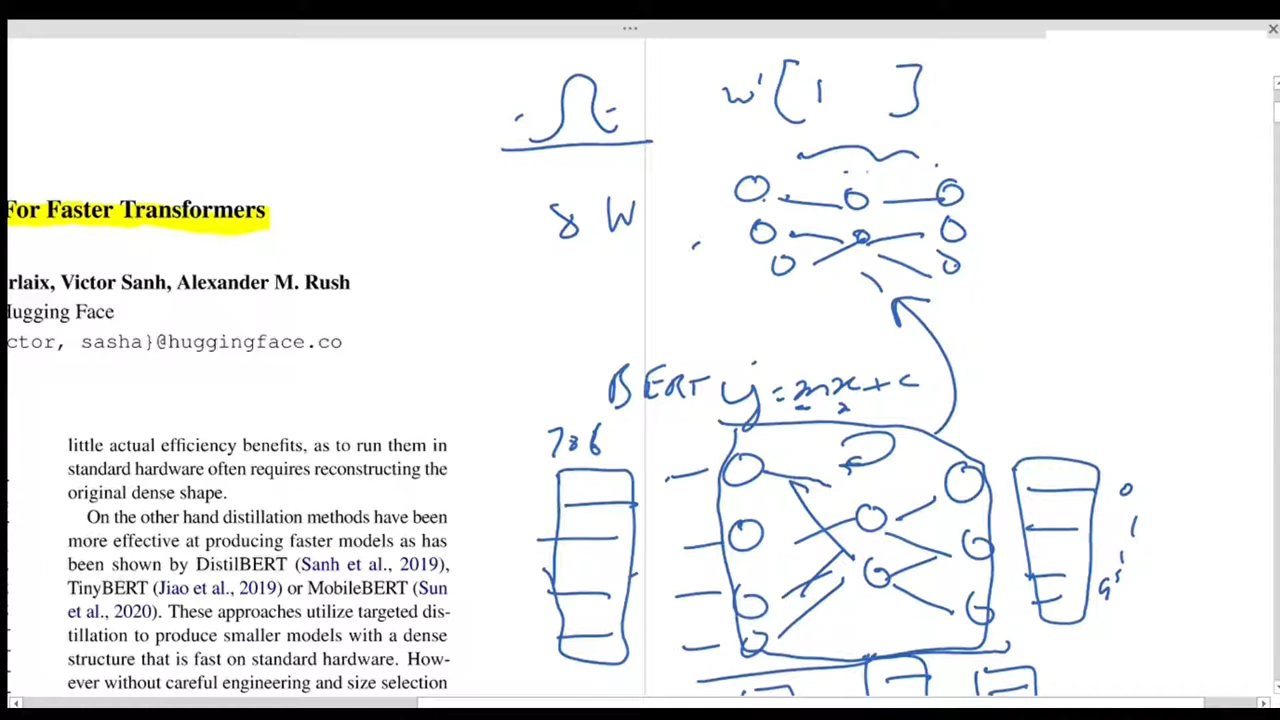 For Faster Transformers
rlaix, Victor Sanh, Alexander M. Rush
Hugging Face
ctor, sasha}@huggingface.co
little actual efficiency benefits, as to run them in
standard hardware often requires reconstructing the
original dense shape.
On the other hand distillation methods have been
more effective at producing faster models as has
been shown by DistilBERT (Sanh et al., 2019),
TinyBERT (Jiao et al., 2019) or MobileBERT (Sun
et al., 2020). These approaches utilize targeted dis-
tillation to produce smaller models with a dense
structure that is fast on standard hardware. How-
ever without careful engineering and size selection
w' [ 1 ]
8 W
BERT y = mx + c
786
0
1